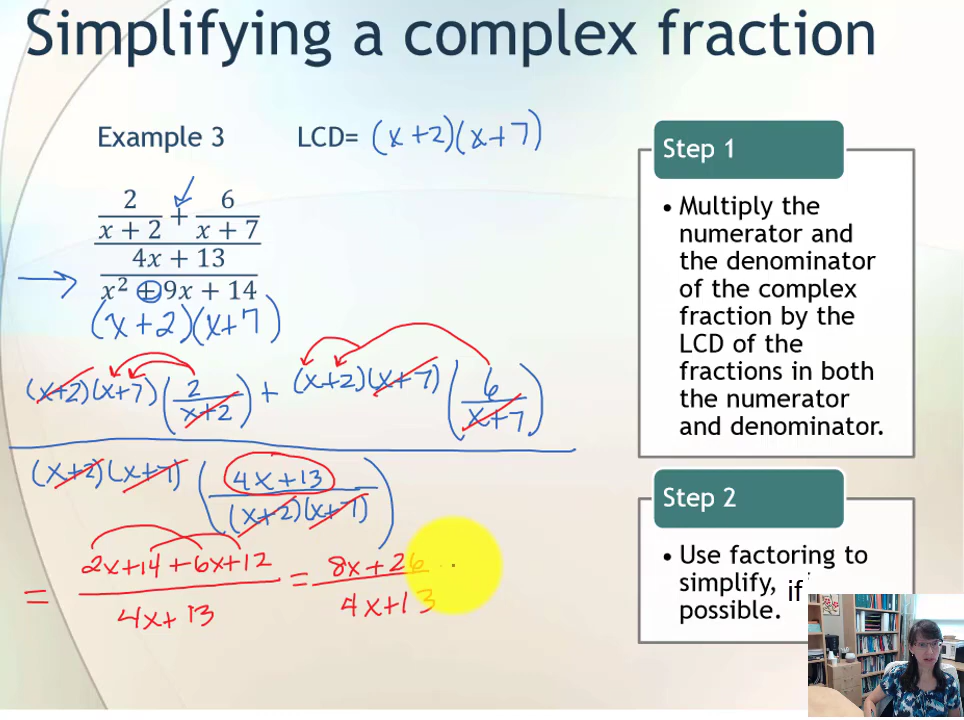 Simplifying a complex fraction
Example 3
LCD= (x+2)(x+7)
2/(x + 2) + 6/(x + 7)
4x + 13
x² + 9x + 14
(x+2)(x+7)
(x+2)(x+7) (2/(x+2)) + (x+2)(x+7) (6/(x+7))
(x+2)(x+7) ((4x+13)/((x+2)(x+7)))
= (2x+14+6x+12)/(4x+13) = (8x+26)/(4x+13)
Step 1
• Multiply the
numerator and
the denominator
of the complex
fraction by the
LCD of the
fractions in both
the numerator
and denominator.
Step 2
• Use factoring to
simplify, if
possible.